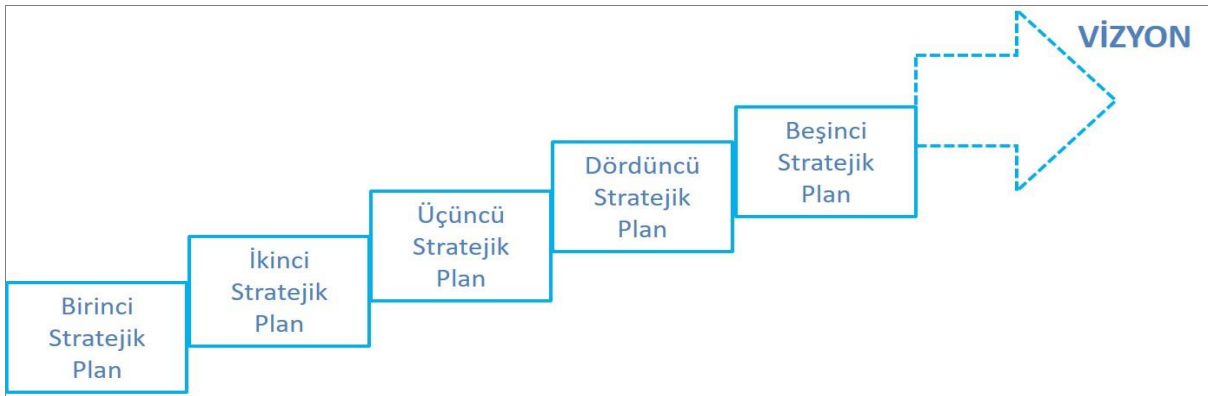 Birinci
Stratejik
Plan
İkinci
Stratejik
Plan
Üçüncü
Stratejik
Plan
Dördüncü
Stratejik
Plan
Beşinci
Stratejik
Plan
VİZYON